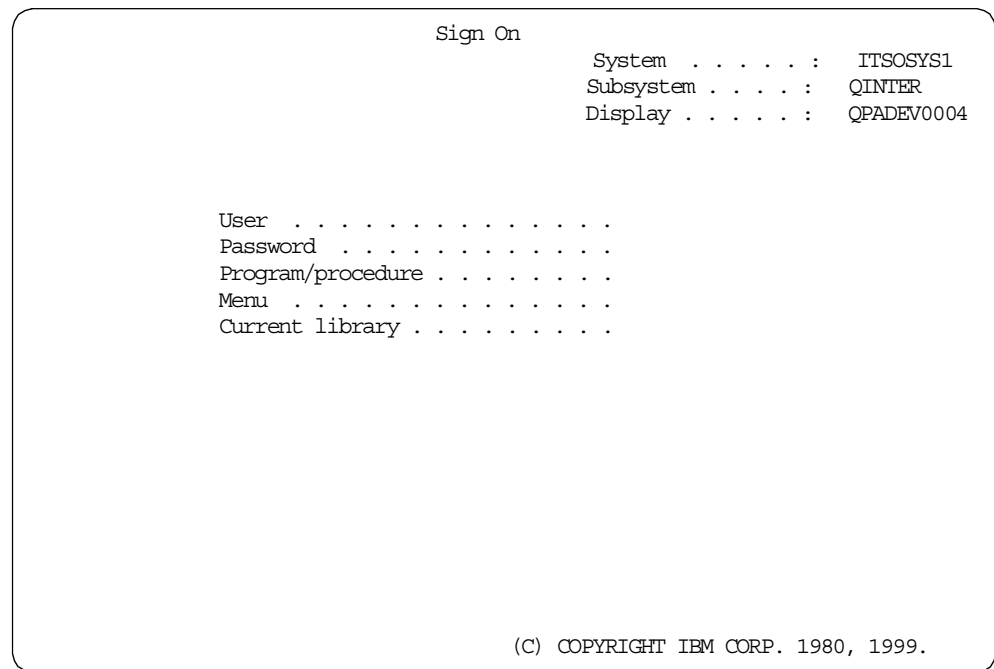 Sign On
System . . . . . : ITSOSYS1
Subsystem . . . . : QINTER
Display . . . . . : QPADEV0004
User . . . . . . . . . . . . . .
Password . . . . . . . . . . . .
Program/procedure . . . . . . . .
Menu . . . . . . . . . . . . . .
Current library . . . . . . . . .
(C) COPYRIGHT IBM CORP. 1980, 1999.